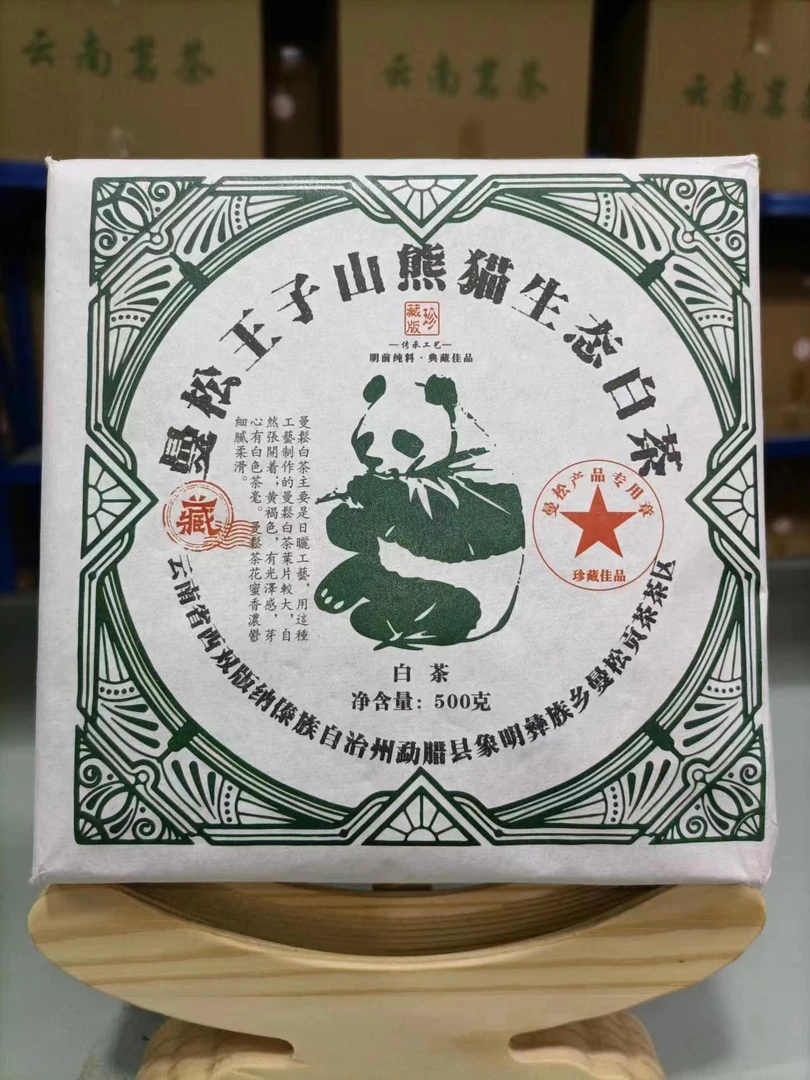 云南茗茶
云南茗茶
云南茗茶
曼松王子山熊猫生态白茶
珍藏版
—传承工艺—
明前纯料·典藏佳品
曼鬆白茶主要是日曬工藝，用這種
工藝制作的曼鬆白茶葉片較大，自
然張開着；黄褐色，有光澤感，芽
心有白色茶毫。曼鬆茶花蜜香濃鬱
細膩柔滑。
藏
曼松产品专用章
珍藏佳品
白茶
净含量：500克
云南省西双版纳傣族自治州勐腊县象明彝族乡曼松贡茶茶区